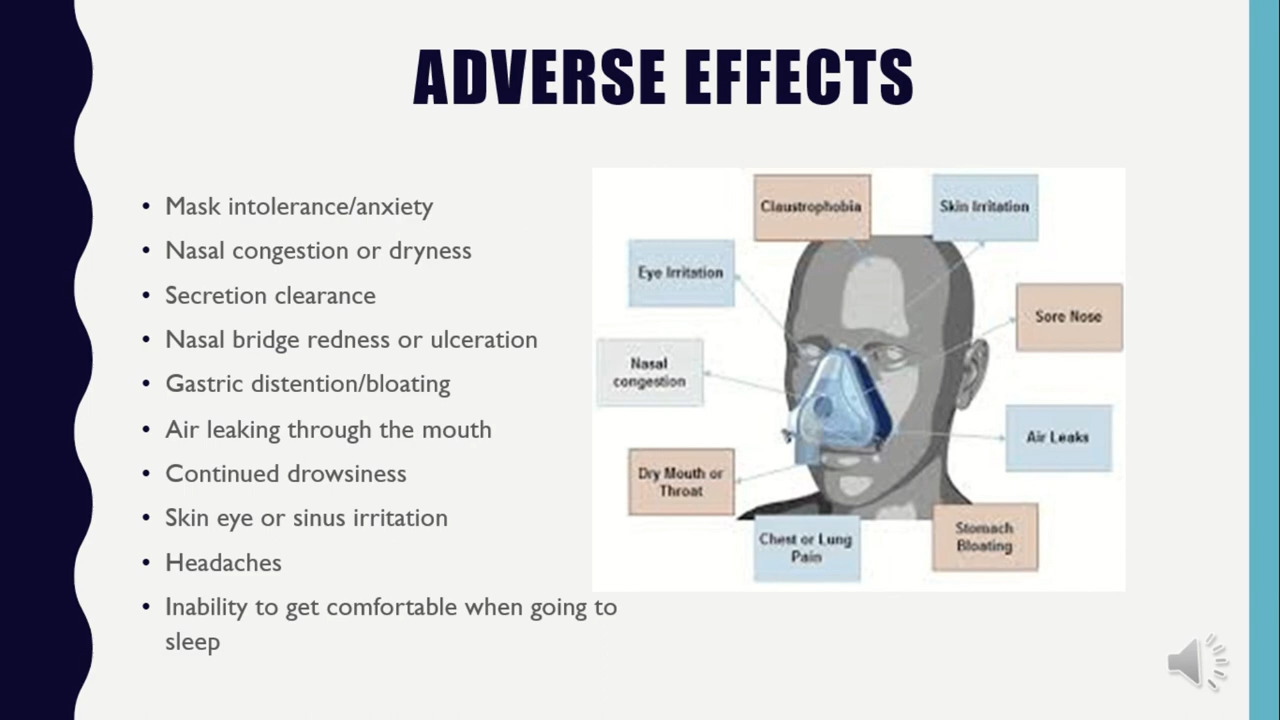 ADVERSE EFFECTS
• Mask intolerance/anxiety
• Nasal congestion or dryness
• Secretion clearance
• Nasal bridge redness or ulceration
• Gastric distention/bloating
• Air leaking through the mouth
• Continued drowsiness
• Skin eye or sinus irritation
• Headaches
• Inability to get comfortable when going to
sleep
Claustrophobia
Skin Irritation
Eye Irritation
Sore Nose
Nasal
congestion
Air Leaks
Dry Mouth or
Throat
Chest or Lung
Pain
Stomach
Bloating